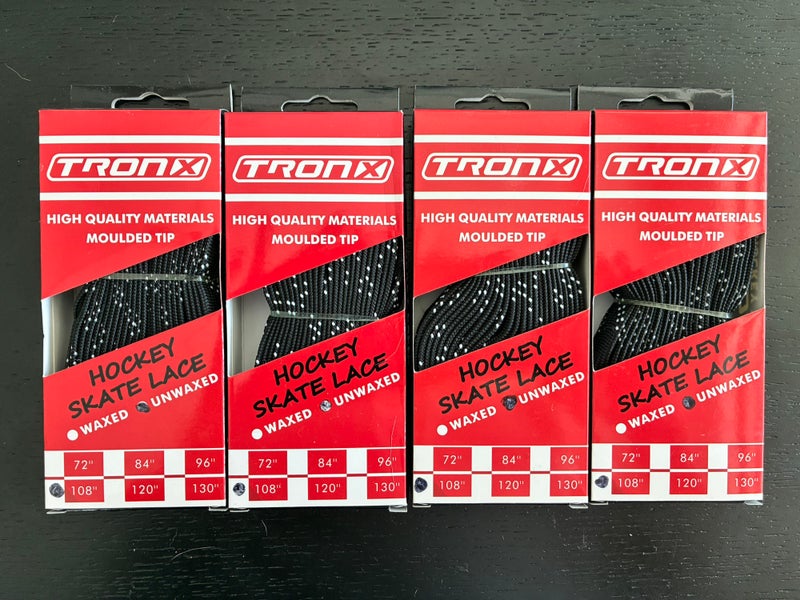 TRONX
HIGH QUALITY MATERIALS
MOULDED TIP
HOCKEY
SKATE LACE
WAXED UNWAXED
72" 84" 96"
108" 120" 130"
TRONX
HIGH QUALITY MATERIALS
MOULDED TIP
HOCKEY
SKATE LACE
WAXED UNWAXED
72" 84" 96"
108" 120" 130"
TRONX
HIGH QUALITY MATERIALS
MOULDED TIP
HOCKEY
SKATE LACE
WAXED UNWAXED
72" 84" 96"
108" 120" 130"
TRONX
HIGH QUALITY MATERIALS
MOULDED TIP
HOCKEY
SKATE LACE
WAXED UNWAXED
72" 84" 96"
108" 120" 130"